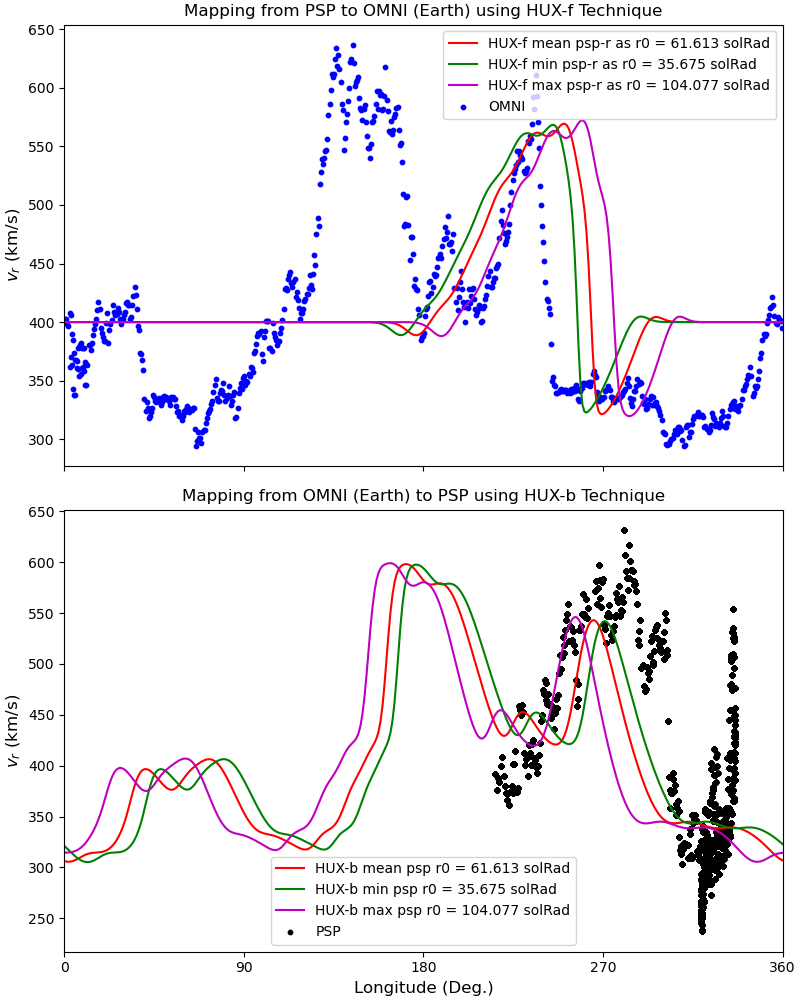 Mapping from PSP to OMNI (Earth) using HUX-f Technique
650
600
550
500
450
400
350
300
v_r (km/s)
HUX-f mean psp-r as r0 = 61.613 solRad
HUX-f min psp-r as r0 = 35.675 solRad
HUX-f max psp-r as r0 = 104.077 solRad
OMNI
Mapping from OMNI (Earth) to PSP using HUX-b Technique
650
600
550
500
450
400
350
300
250
v_r (km/s)
HUX-b mean psp r0 = 61.613 solRad
HUX-b min psp r0 = 35.675 solRad
HUX-b max psp r0 = 104.077 solRad
PSP
0 90 180 270 360
Longitude (Deg.)